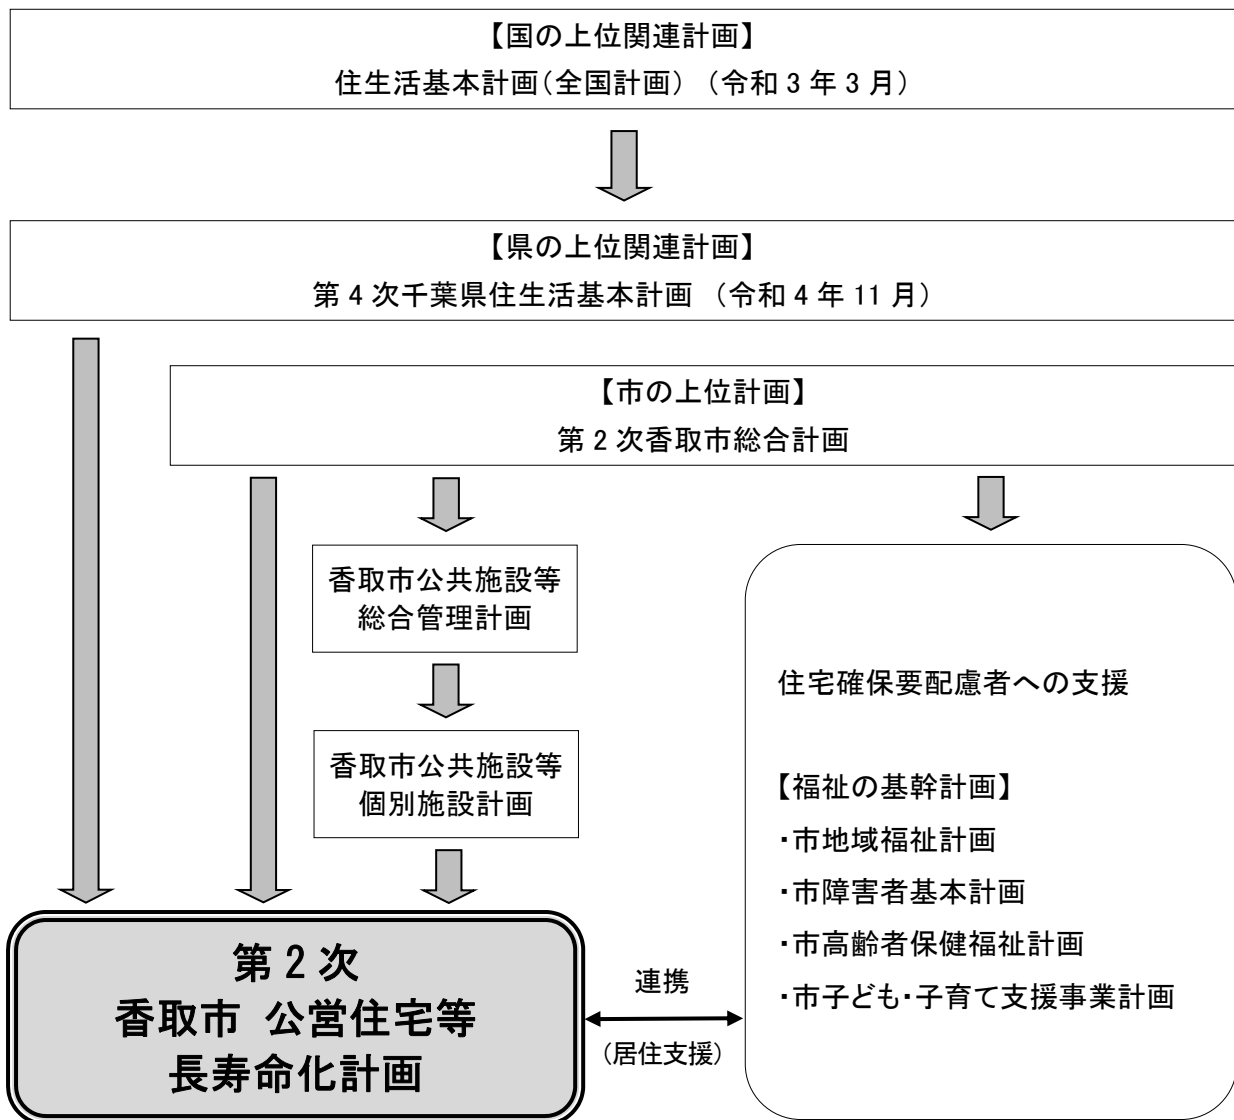 【国の上位関連計画】
住生活基本計画(全国計画) (令和3年3月)
【県の上位関連計画】
第4次千葉県住生活基本計画 (令和4年11月)
【市の上位計画】
第2次香取市総合計画
香取市公共施設等
総合管理計画
香取市公共施設等
個別施設計画
第2次
香取市 公営住宅等
長寿命化計画
連携
(居住支援)
住宅確保要配慮者への支援
【福祉の基幹計画】
・市地域福祉計画
・市障害者基本計画
・市高齢者保健福祉計画
・市子ども・子育て支援事業計画